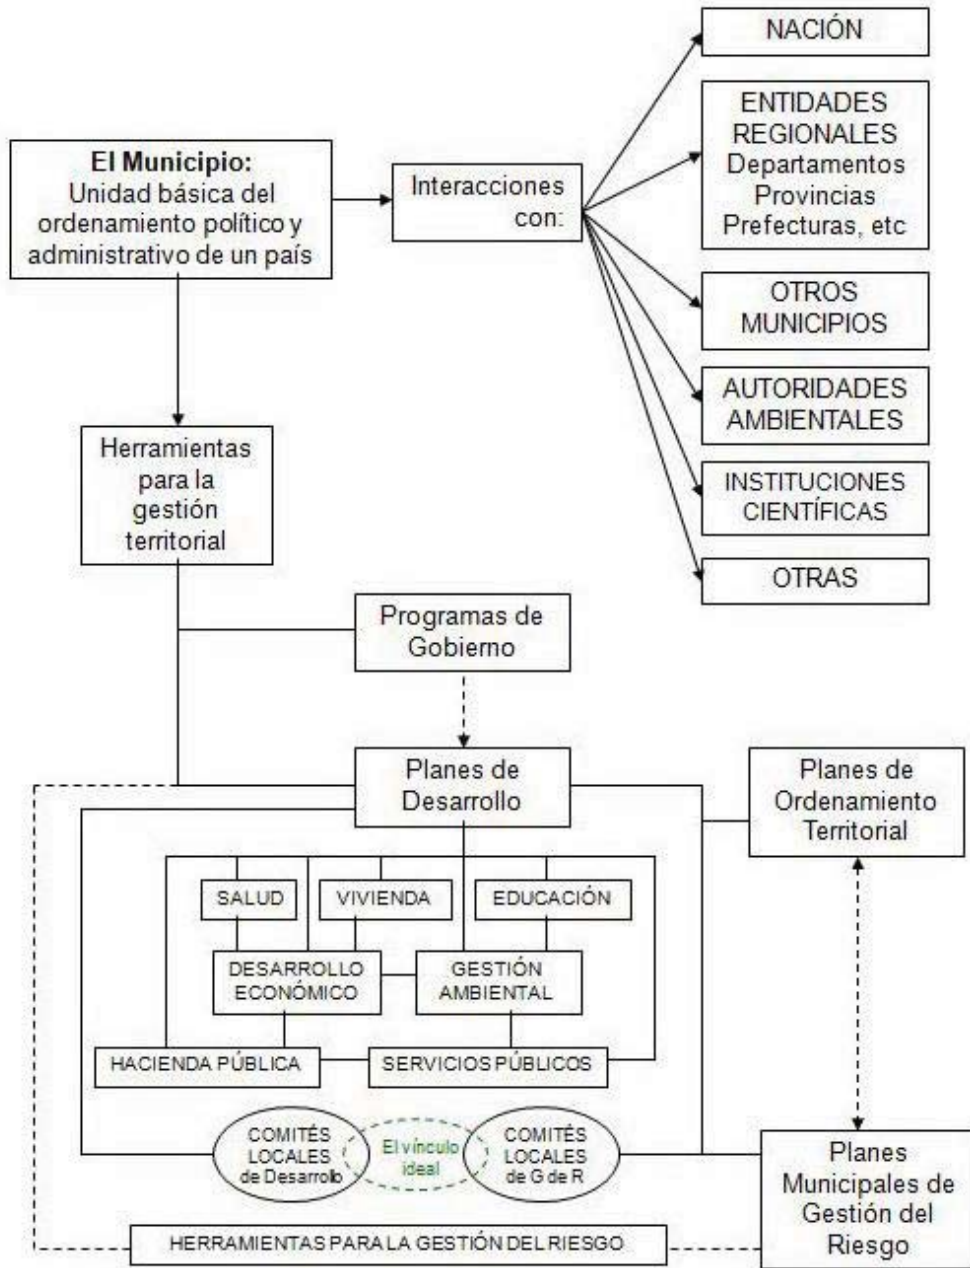 El Municipio:
Unidad básica del
ordenamiento político y
administrativo de un país
Interacciones
con:
NACIÓN
ENTIDADES
REGIONALES
Departamentos
Provincias
Prefecturas, etc
OTROS
MUNICIPIOS
AUTORIDADES
AMBIENTALES
INSTITUCIONES
CIENTÍFICAS
OTRAS
Herramientas
para la
gestión
territorial
Programas de
Gobierno
Planes de
Desarrollo
Planes de
Ordenamiento
Territorial
SALUD
VIVIENDA
EDUCACIÓN
DESARROLLO
ECONÓMICO
GESTIÓN
AMBIENTAL
HACIENDA PÚBLICA
SERVICIOS PÚBLICOS
COMITÉS
LOCALES
de Desarrollo
El vínculo
ideal
COMITÉS
LOCALES
de G de R
Planes
Municipales de
Gestión del
Riesgo
HERRAMIENTAS PARA LA GESTIÓN DEL RIESGO